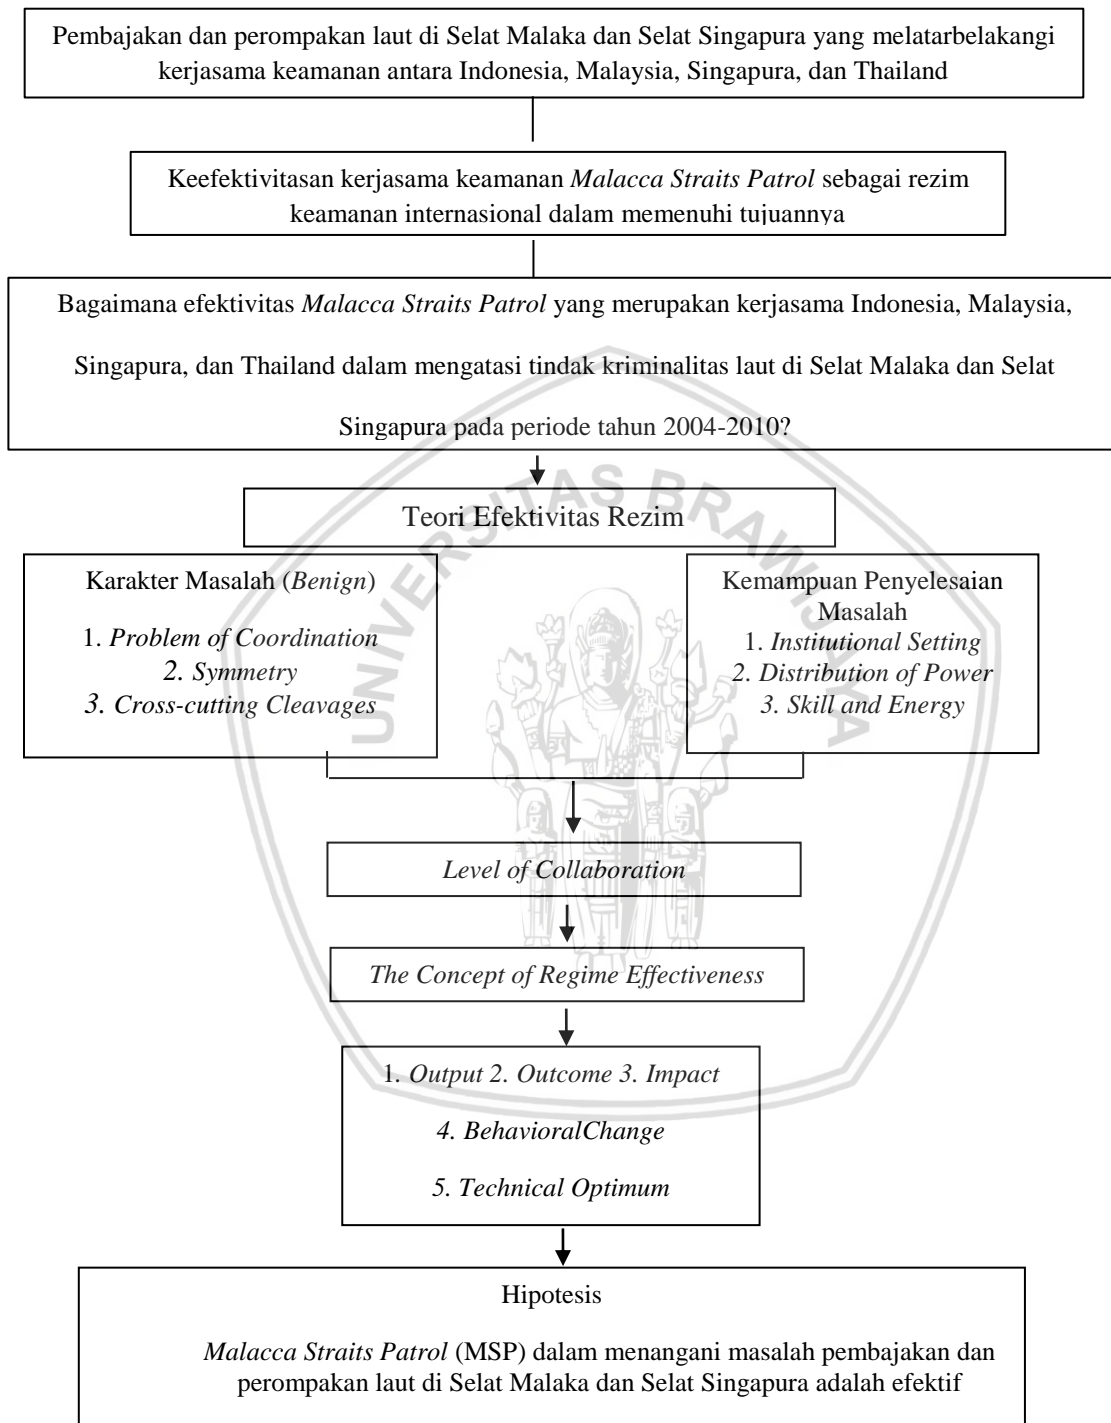 Pembajakan dan perompakan laut di Selat Malaka dan Selat Singapura yang melatarbelakangi
kerjasama keamanan antara Indonesia, Malaysia, Singapura, dan Thailand
Keefektivitasan kerjasama keamanan Malacca Straits Patrol sebagai rezim
keamanan internasional dalam memenuhi tujuannya
Bagaimana efektivitas Malacca Straits Patrol yang merupakan kerjasama Indonesia, Malaysia,
Singapura, dan Thailand dalam mengatasi tindak kriminalitas laut di Selat Malaka dan Selat
Singapura pada periode tahun 2004-2010?
UNIVERSITAS BRAWIJAYA
Teori Efektivitas Rezim
Karakter Masalah (Benign)
1. Problem of Coordination
2. Symmetry
3. Cross-cutting Cleavages
Kemampuan Penyelesaian
Masalah
1. Institutional Setting
2. Distribution of Power
3. Skill and Energy
Level of Collaboration
The Concept of Regime Effectiveness
1. Output 2. Outcome 3. Impact
4. BehavioralChange
5. Technical Optimum
Hipotesis
Malacca Straits Patrol (MSP) dalam menangani masalah pembajakan dan
perompakan laut di Selat Malaka dan Selat Singapura adalah efektif